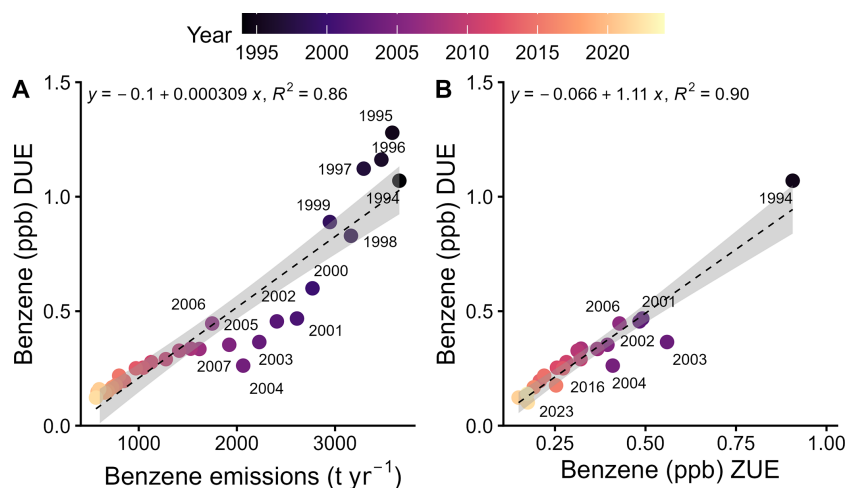 Year
1995 2000 2005 2010 2015 2020
A
y = −0.1 + 0.000309 x, R² = 0.86
Benzene (ppb) DUE
1.5
1.0
0.5
0.0
1995
1996
1997
1994
1999
1998
2000
2006
2002
2005
2001
2003
2007
2004
1000 2000 3000
Benzene emissions (t yr⁻¹)
B
y = −0.066 + 1.11 x, R² = 0.90
Benzene (ppb) DUE
1.5
1.0
0.5
0.0
1994
2006
2001
2002
2003
2016
2004
2023
0.25 0.50 0.75 1.00
Benzene (ppb) ZUE